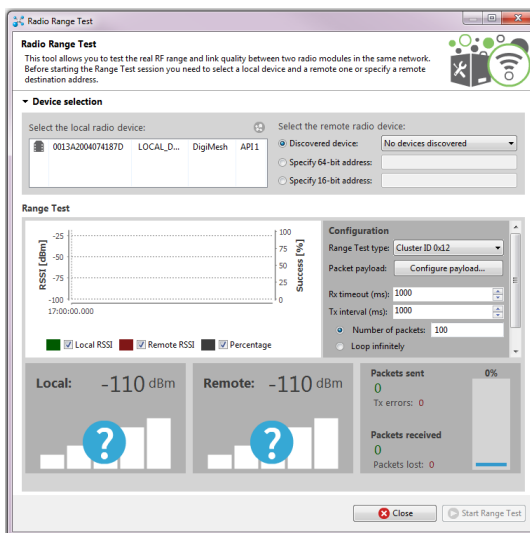 Radio Range Test
Radio Range Test
This tool allows you to test the real RF range and link quality between two radio modules in the same network.
Before starting the Range Test session you need to select a local device and a remote one or specify a remote
destination address.
Device selection
Select the local radio device:
0013A2004074187D LOCAL_D... DigiMesh API 1
Select the remote radio device:
Discovered device: No devices discovered
Specify 64-bit address:
Specify 16-bit address:
Range Test
RSSI [dBm]
-25
-50
-75
-100
17:00:00.000
100
75
50
25
0
Success [%]
Local RSSI Remote RSSI Percentage
Configuration
Range Test type: Cluster ID 0x12
Packet payload: Configure payload...
Rx timeout (ms): 1000
Tx interval (ms): 1000
Number of packets: 100
Loop infinitely
Local: -110 dBm
?
Remote: -110 dBm
?
Packets sent 0%
0
Tx errors: 0
Packets received
0
Packets lost: 0
Close Start Range Test